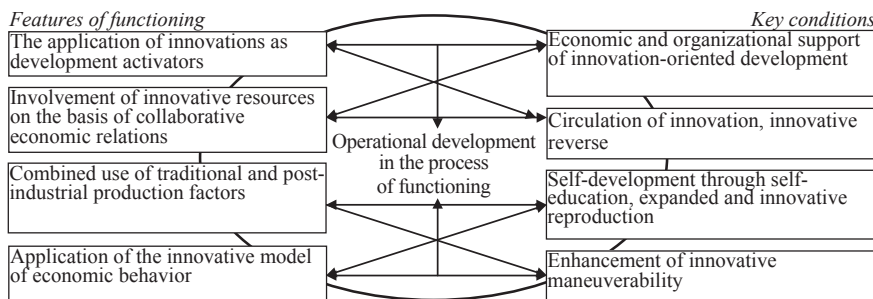 Features of functioning
Key conditions
The application of innovations as
development activators
Involvement of innovative resources
on the basis of collaborative
economic relations
Combined use of traditional and post-
industrial production factors
Application of the innovative model
of economic behavior
Operational development
in the process
of functioning
Economic and organizational support
of innovation-oriented development
Circulation of innovation, innovative
reverse
Self-development through self-
education, expanded and innovative
reproduction
Enhancement of innovative
maneuverability